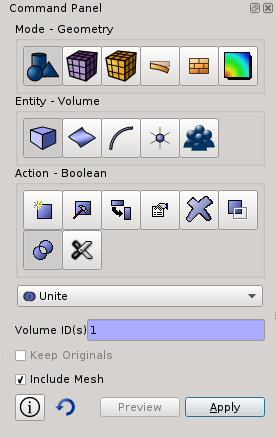 Command Panel
Mode - Geometry
Entity - Volume
Action - Boolean
Unite
Volume ID(s) 1
Keep Originals
Include Mesh
Preview Apply